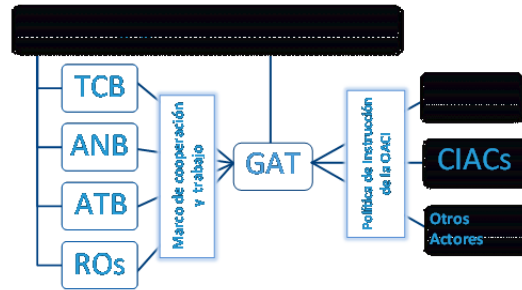 TCB
ANB
ATB
ROs
Marco de cooperación
y trabajo
GAT
Política de Instrucción
de la OACI
CIACs
Otros
Actores